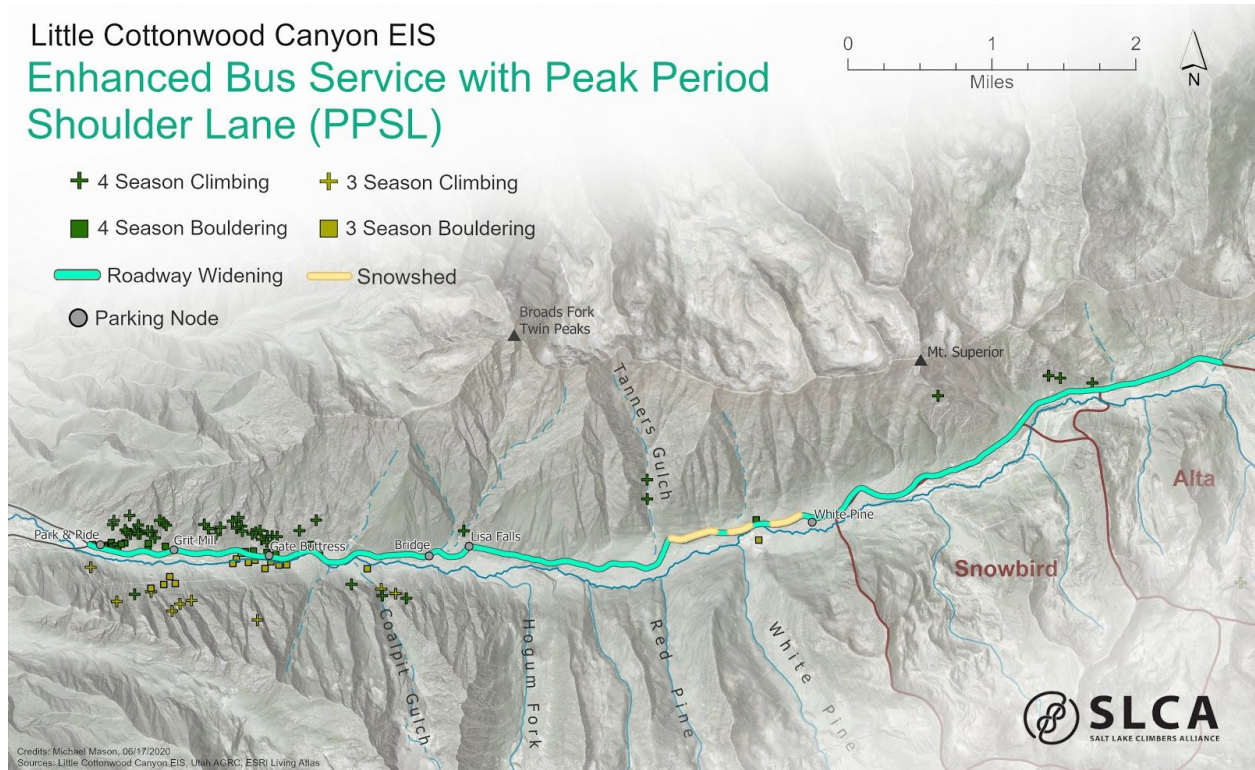 Little Cottonwood Canyon EIS
Enhanced Bus Service with Peak Period
Shoulder Lane (PPSL)
0 1 2
Miles
N
4 Season Climbing
3 Season Climbing
4 Season Bouldering
3 Season Bouldering
Roadway Widening
Snowshed
Parking Node
Broads Fork
Twin Peaks
Mt. Superior
Tanners Gulch
Alta
Park & Ride
Grit Mill
Gate Buttress
Bridge
Lisa Falls
White Pine
Snowbird
Coalpit Gulch
Hogum Fork
Red Pine
White Pine
SLCA
SALT LAKE CLIMBERS ALLIANCE
Credits: Michael Mason, 06/17/2020
Sources: Little Cottonwood Canyon EIS, Utah AGRC, ESRI Living Atlas